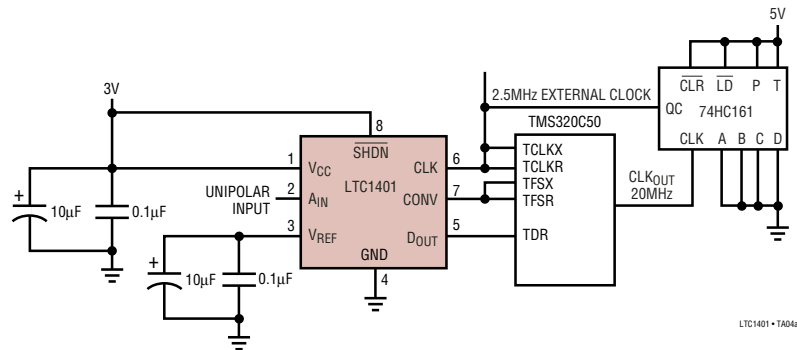 5V
CLR LD P T
3V
2.5MHz EXTERNAL CLOCK
QC 74HC161
8
TMS320C50
CLK A B C D
SHDN
1 VCC CLK 6
TCLKX
TCLKR
LTC1401
+ 10µF 0.1µF
UNIPOLAR INPUT 2 AIN CONV 7
TFSX
TFSR
CLKOUT
20MHz
3 VREF DOUT 5
TDR
GND
+ 10µF 0.1µF
4
LTC1401 • TA04a